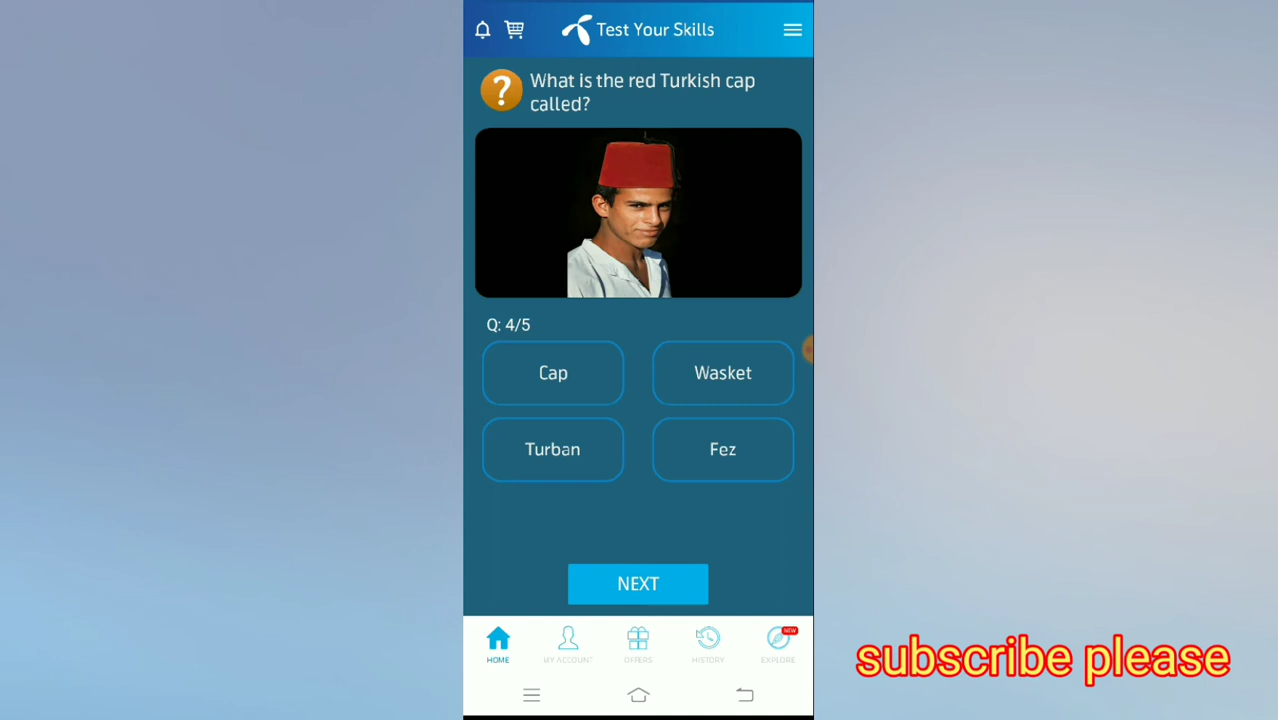 Test Your Skills
?
What is the red Turkish cap
called?
Q: 4/5
Cap
Wasket
Turban
Fez
NEXT
NEW
HOME
MY ACCOUNT
OFFERS
HISTORY
EXPLORE
subscribe please